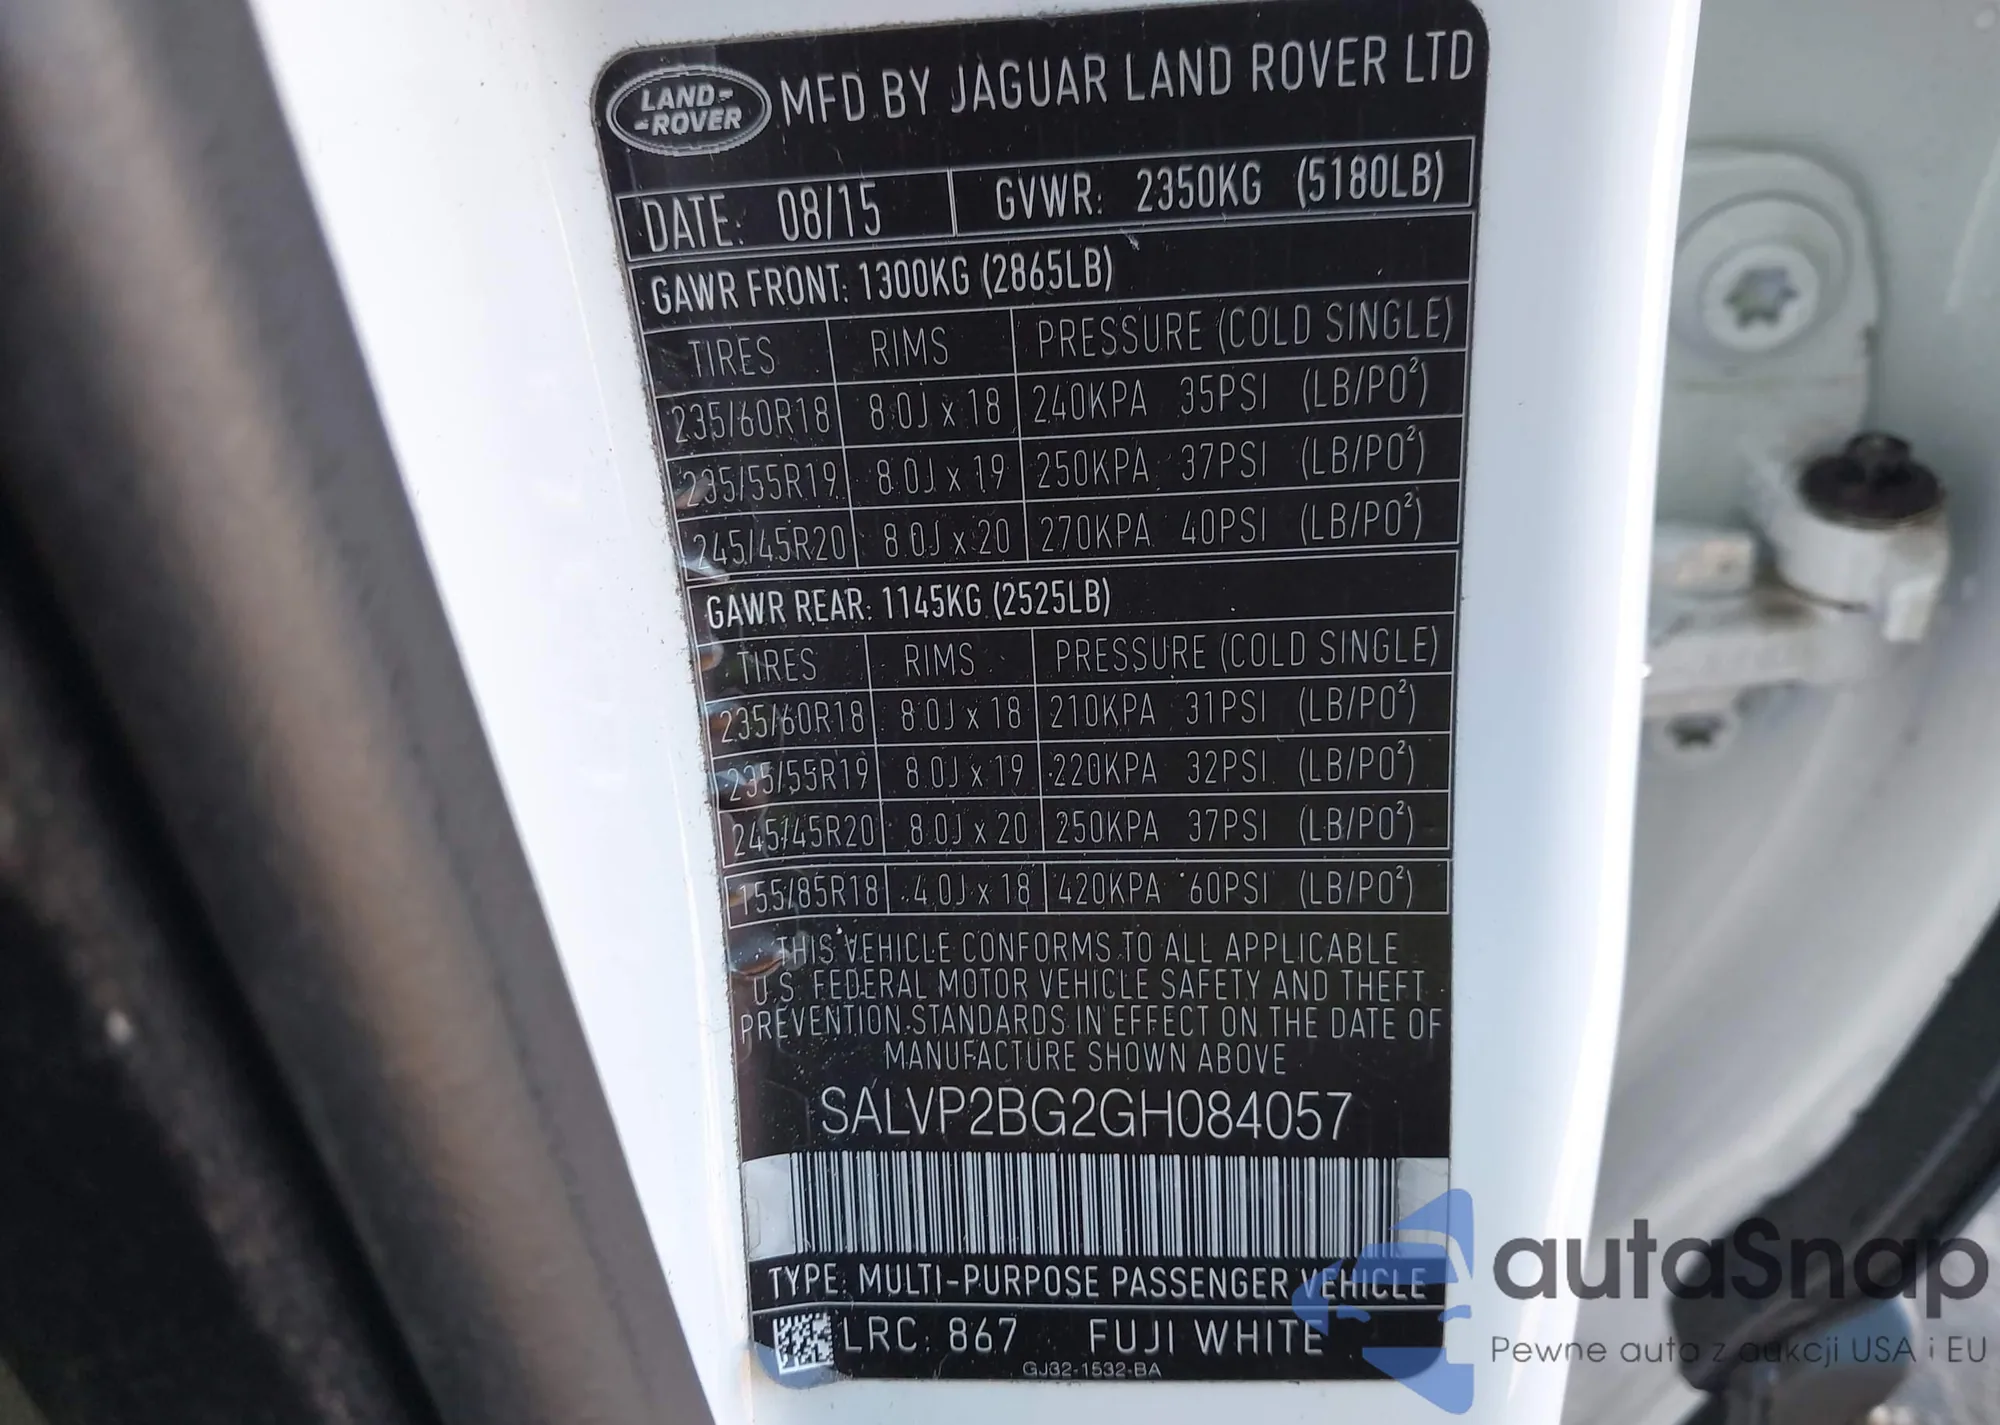 LAND-
-ROVER
MFD BY JAGUAR LAND ROVER LTD
DATE: 08/15 GVWR: 2350KG (5180LB)
GAWR FRONT: 1300KG (2865LB)
TIRES RIMS PRESSURE (COLD SINGLE)
235/60R18 8.0J x 18 240KPA 35PSI (LB/PO²)
235/55R19 8.0J x 19 250KPA 37PSI (LB/PO²)
245/45R20 8.0J x 20 270KPA 40PSI (LB/PO²)
GAWR REAR: 1145KG (2525LB)
TIRES RIMS PRESSURE (COLD SINGLE)
235/60R18 8.0J x 18 210KPA 31PSI (LB/PO²)
235/55R19 8.0J x 19 220KPA 32PSI (LB/PO²)
245/45R20 8.0J x 20 250KPA 37PSI (LB/PO²)
155/85R18 4.0J x 18 420KPA 60PSI (LB/PO²)
THIS VEHICLE CONFORMS TO ALL APPLICABLE
U.S. FEDERAL MOTOR VEHICLE SAFETY AND THEFT
PREVENTION STANDARDS IN EFFECT ON THE DATE OF
MANUFACTURE SHOWN ABOVE
SALVP2BG2GH084057
TYPE: MULTI-PURPOSE PASSENGER VEHICLE
LRC: 867 FUJI WHITE
GJ32-1532-BA
autaSnap
Pewne auta z aukcji USA i EU